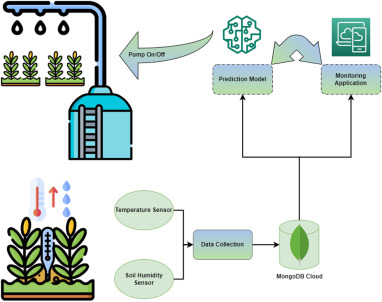 Pump On/Off
Prediction Model
Monitoring
Application
Temperature Sensor
Data Collection
Soil Humidity
Sensor
MongoDB Cloud